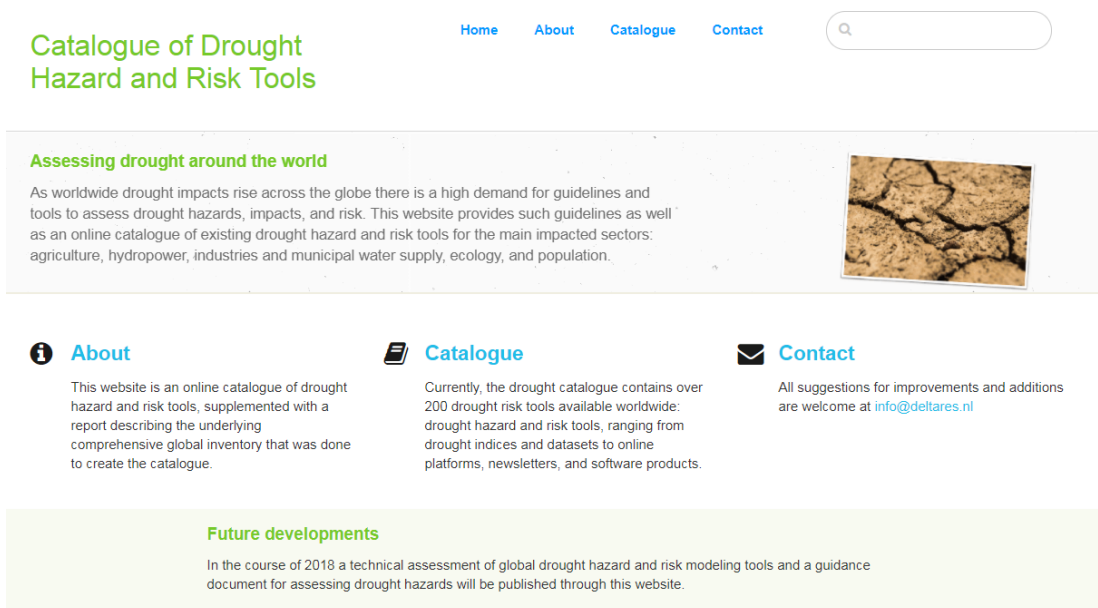 Catalogue of Drought
Hazard and Risk Tools
Home About Catalogue Contact
Assessing drought around the world
As worldwide drought impacts rise across the globe there is a high demand for guidelines and
tools to assess drought hazards, impacts, and risk. This website provides such guidelines as well
as an online catalogue of existing drought hazard and risk tools for the main impacted sectors:
agriculture, hydropower, industries and municipal water supply, ecology, and population.
About
This website is an online catalogue of drought
hazard and risk tools, supplemented with a
report describing the underlying
comprehensive global inventory that was done
to create the catalogue.
Catalogue
Currently, the drought catalogue contains over
200 drought risk tools available worldwide:
drought hazard and risk tools, ranging from
drought indices and datasets to online
platforms, newsletters, and software products.
Contact
All suggestions for improvements and additions
are welcome at info@deltares.nl
Future developments
In the course of 2018 a technical assessment of global drought hazard and risk modeling tools and a guidance
document for assessing drought hazards will be published through this website.